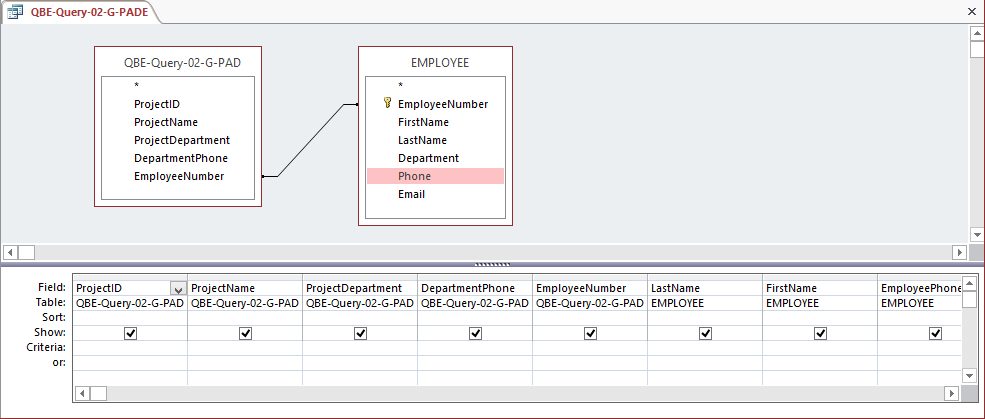 QBE-Query-02-G-PADE
QBE-Query-02-G-PAD
*
ProjectID
ProjectName
ProjectDepartment
DepartmentPhone
EmployeeNumber
EMPLOYEE
*
EmployeeNumber
FirstName
LastName
Department
Phone
Email
Field: ProjectID ProjectName ProjectDepartment DepartmentPhone EmployeeNumber LastName FirstName EmployeePhone
Table: QBE-Query-02-G-PAD QBE-Query-02-G-PAD QBE-Query-02-G-PAD QBE-Query-02-G-PAD QBE-Query-02-G-PAD EMPLOYEE EMPLOYEE EMPLOYEE
Sort:
Show:
Criteria:
or: